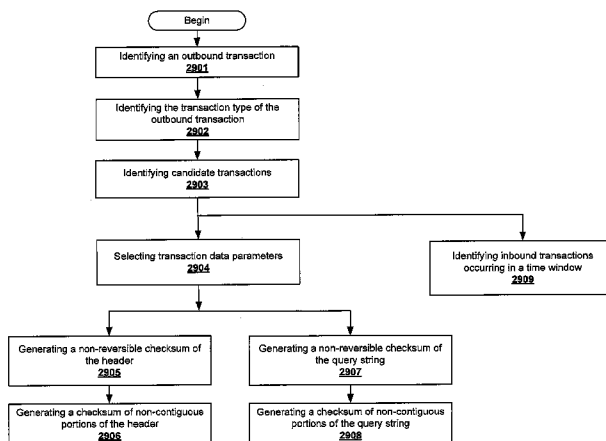 Begin
Identifying an outbound transaction
2901
Identifying the transaction type of the
outbound transaction
2902
Identifying candidate transactions
2903
Selecting transaction data parameters
2904
Identifying inbound transactions
occurring in a time window
2909
Generating a non-reversible checksum of
the header
2905
Generating a non-reversible checksum of
the query string
2907
Generating a checksum of non-contiguous
portions of the header
2906
Generating a checksum of non-contiguous
portions of the query string
2908